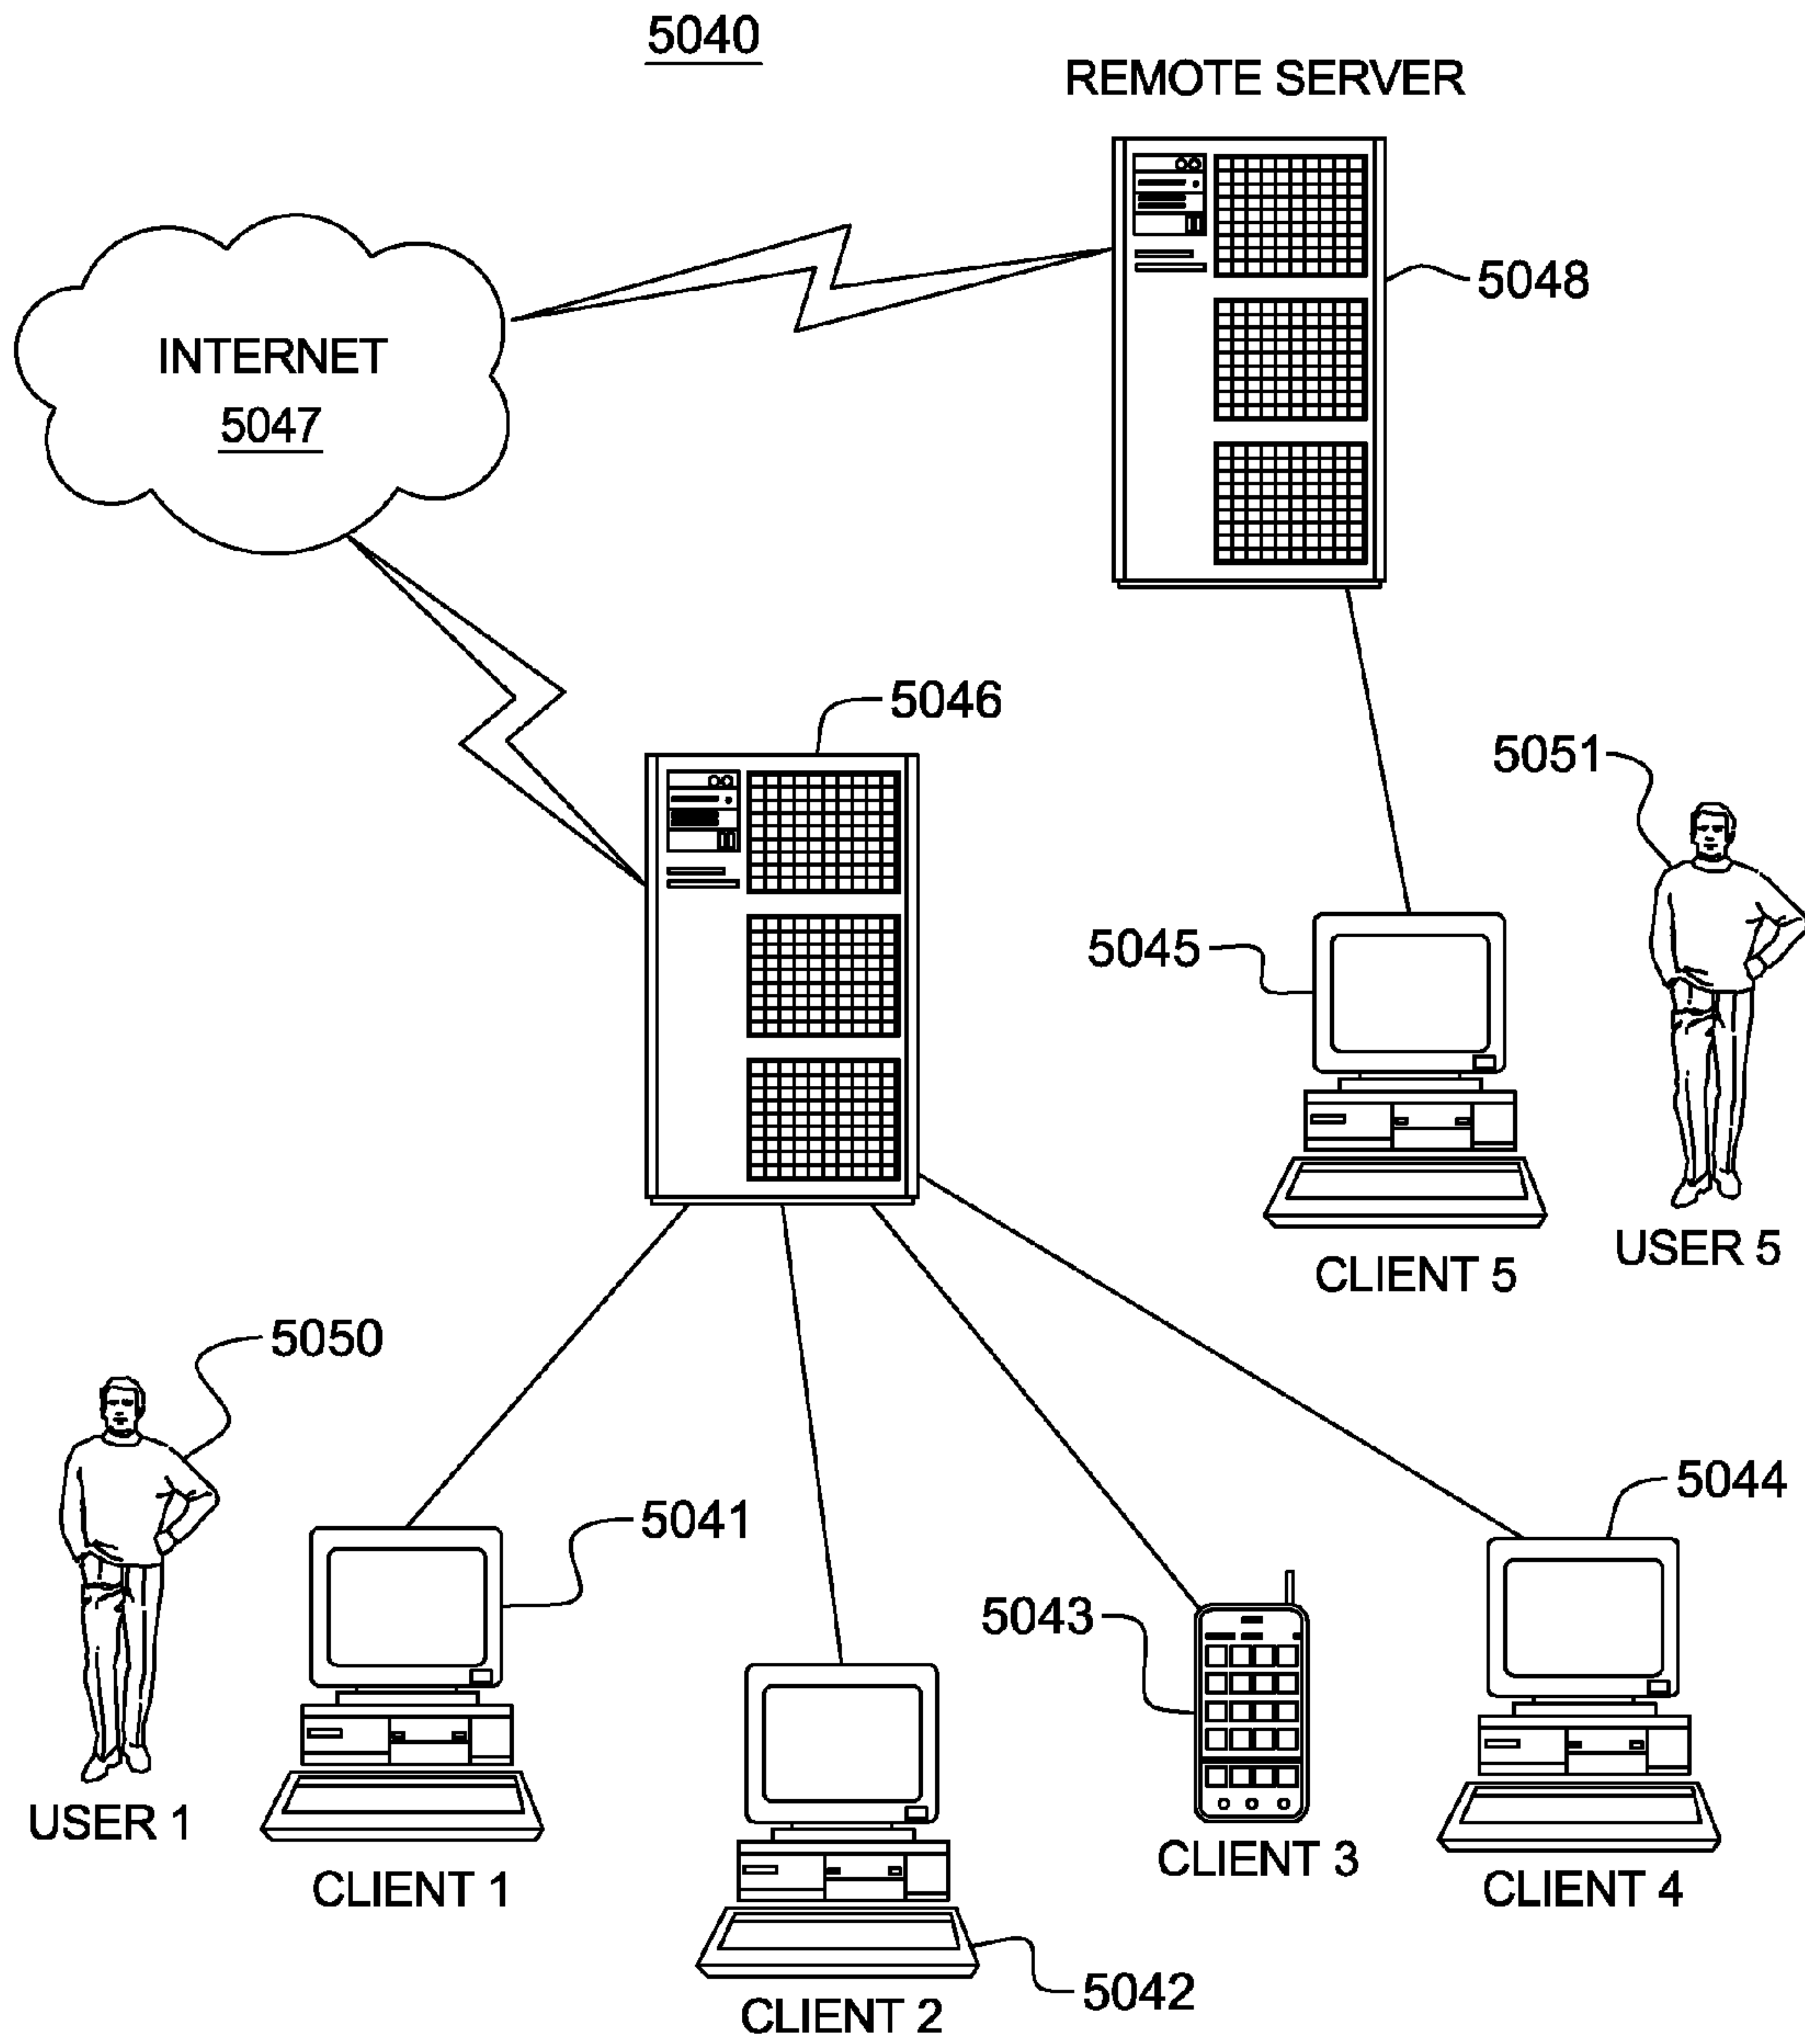 5040
REMOTE SERVER
5048
INTERNET
5047
5046
5051
5045
USER 5
CLIENT 5
5050
5044
5041
5043
USER 1
CLIENT 3
CLIENT 1
CLIENT 4
5042
CLIENT 2